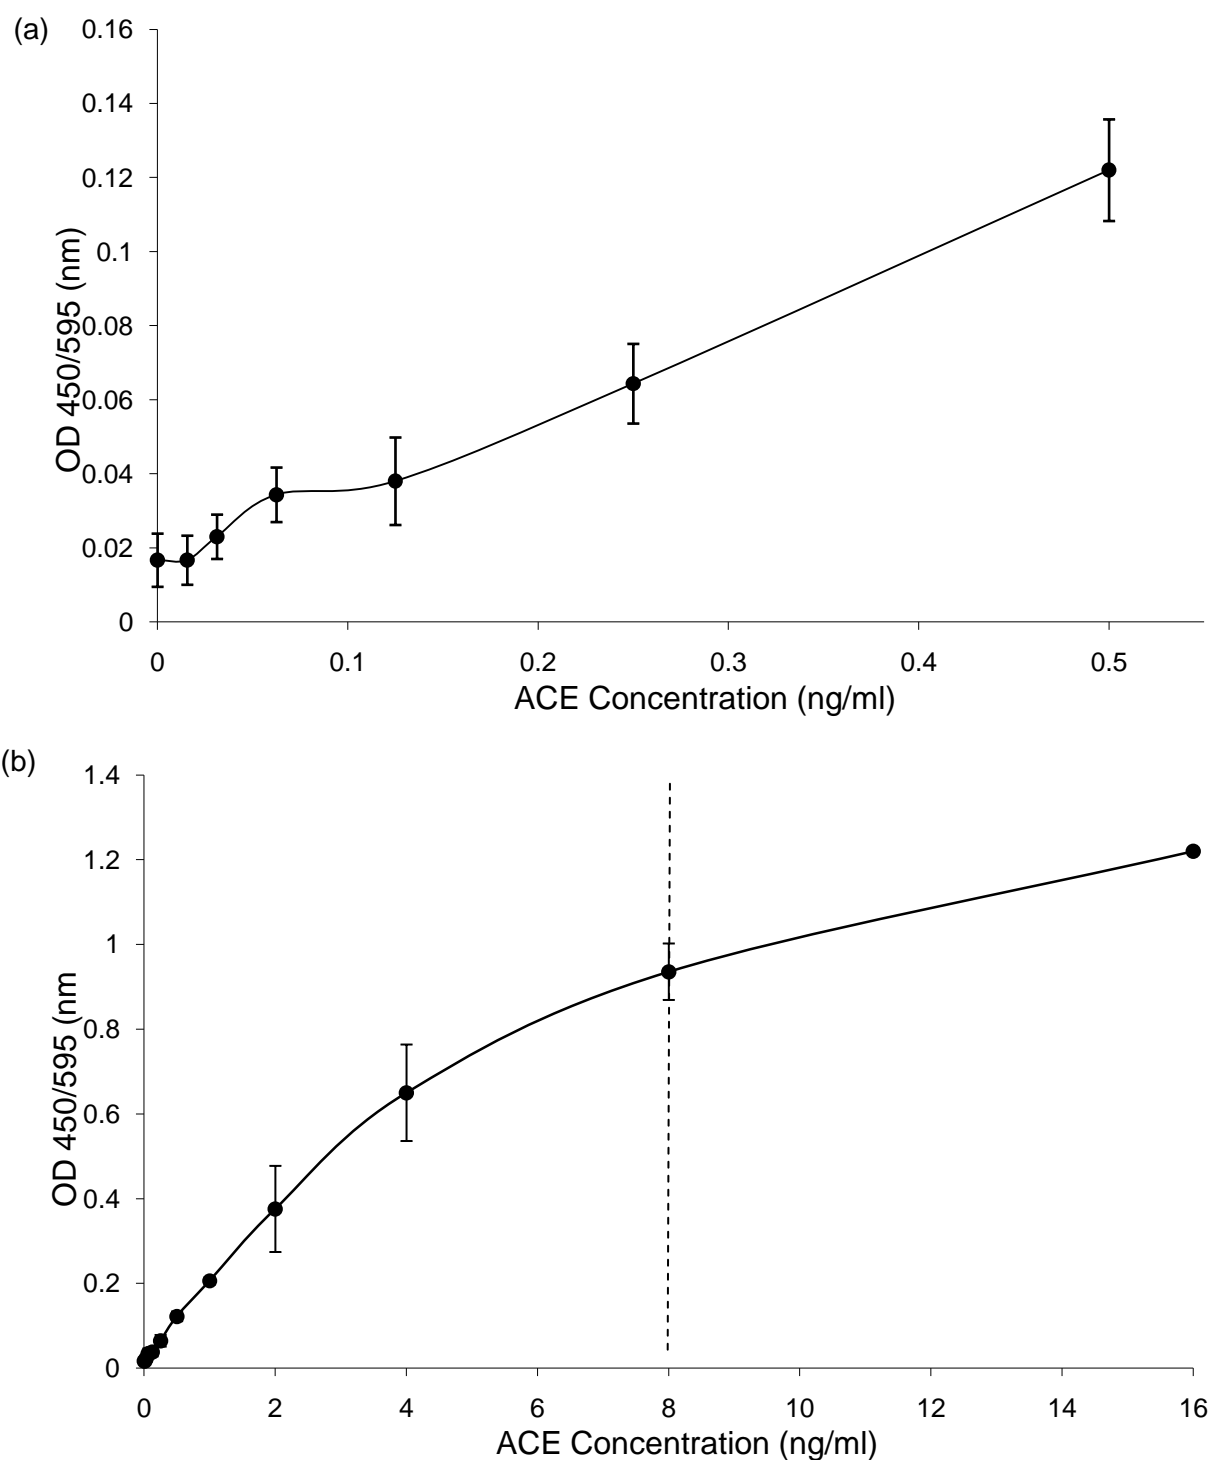 (a)
0.16
0.14
0.12
0.1
0.08
0.06
0.04
0.02
0
OD 450/595 (nm)
0 0.1 0.2 0.3 0.4 0.5
ACE Concentration (ng/ml)
(b)
1.4
1.2
1
0.8
0.6
0.4
0.2
0
OD 450/595 (nm
0 2 4 6 8 10 12 14 16
ACE Concentration (ng/ml)